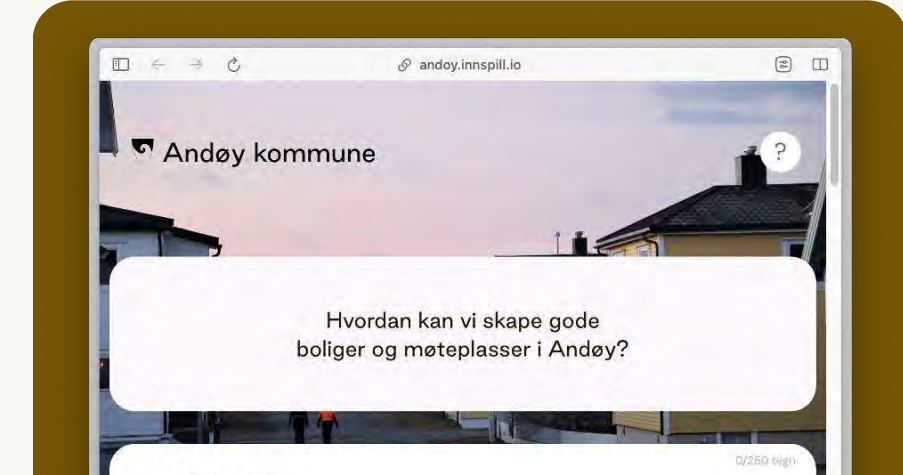 andoy.innspill.io
Andøy kommune
?
Hvordan kan vi skape gode
boliger og møteplasser i Andøy?
0/250 tegn